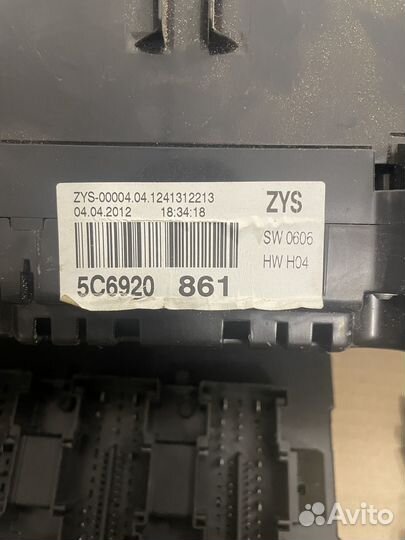 ZYS-00004.04.1241312213
04.04.2012 18:34:18
ZYS
SW 0606
HW H04
5C6920 861
Avito